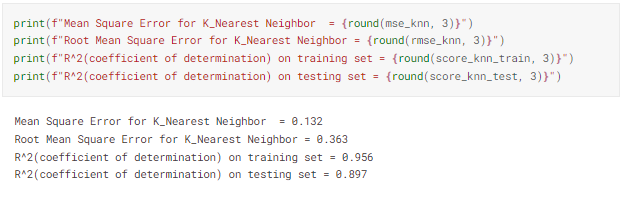 print(f"Mean Square Error for K_Nearest Neighbor  = {round(mse_knn, 3)}")
print(f"Root Mean Square Error for K_Nearest Neighbor = {round(rmse_knn, 3)}")
print(f"R^2(coefficient of determination) on training set = {round(score_knn_train, 3)}")
print(f"R^2(coefficient of determination) on testing set = {round(score_knn_test, 3)}")
Mean Square Error for K_Nearest Neighbor  = 0.132
Root Mean Square Error for K_Nearest Neighbor = 0.363
R^2(coefficient of determination) on training set = 0.956
R^2(coefficient of determination) on testing set = 0.897